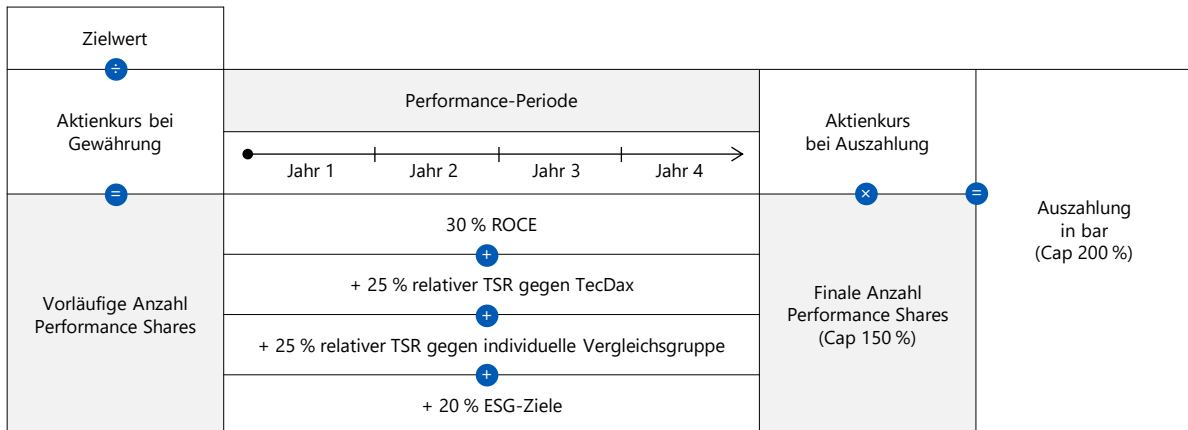 Zielwert
÷
Aktienkurs bei
Gewährung
=
Vorläufige Anzahl
Performance Shares
Performance-Periode
Jahr 1
Jahr 2
Jahr 3
Jahr 4
30 % ROCE
+
+ 25 % relativer TSR gegen TecDax
+
+ 25 % relativer TSR gegen individuelle Vergleichsgruppe
+
+ 20 % ESG-Ziele
Aktienkurs
bei Auszahlung
×
Finale Anzahl
Performance Shares
(Cap 150 %)
=
Auszahlung
in bar
(Cap 200 %)